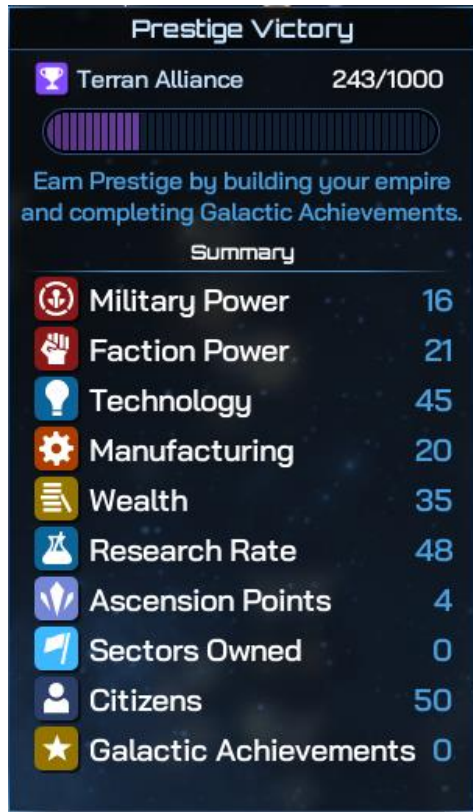 Prestige Victory
Terran Alliance 243/1000
Earn Prestige by building your empire
and completing Galactic Achievements.
Summary
Military Power 16
Faction Power 21
Technology 45
Manufacturing 20
Wealth 35
Research Rate 48
Ascension Points 4
Sectors Owned 0
Citizens 50
Galactic Achievements 0